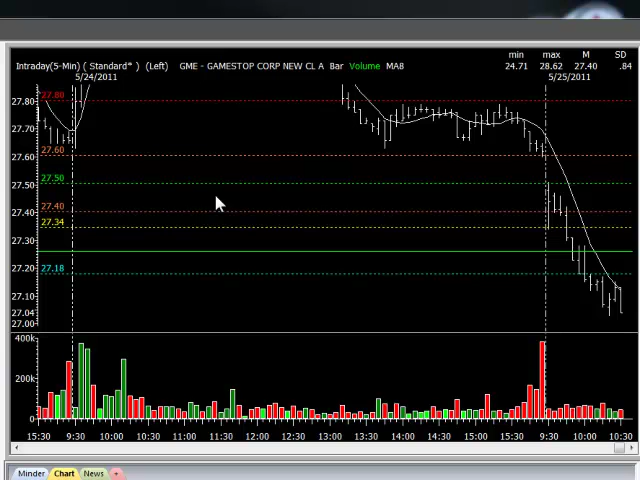 min max M SD
Intraday(5-Min) ( Standard* ) (Left) GME - GAMESTOP CORP NEW CL A Bar Volume MA8 24.71 28.62 27.40 .84
5/24/2011 5/25/2011
27.80 27.80
27.70
27.60 27.60
27.50 27.50
27.40 27.40
27.34
27.30
27.20 27.18
27.10
27.04
27.00
400k
200k
0
15:30 9:30 10:00 10:30 11:00 11:30 12:00 12:30 13:00 13:30 14:00 14:30 15:00 15:30 9:30 10:00 10:30
Minder Chart News +